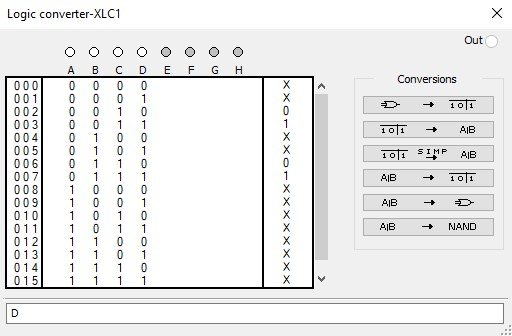 Logic converter-XLC1
Out
A B C D E F G H
Conversions
000 0 0 0 0 X
001 0 0 0 1 X
002 0 0 1 0 0
003 0 0 1 1 1
004 0 1 0 0 X
005 0 1 0 1 X
006 0 1 1 0 0
007 0 1 1 1 1
008 1 0 0 0 X
009 1 0 0 1 X
010 1 0 1 0 X
011 1 0 1 1 X
012 1 1 0 0 X
013 1 1 0 1 X
014 1 1 1 0 X
015 1 1 1 1 X
→ 1 0 1
1 0 1 → A|B
1 0 1 SIMP → A|B
A|B → 1 0 1
A|B →
A|B → NAND
D